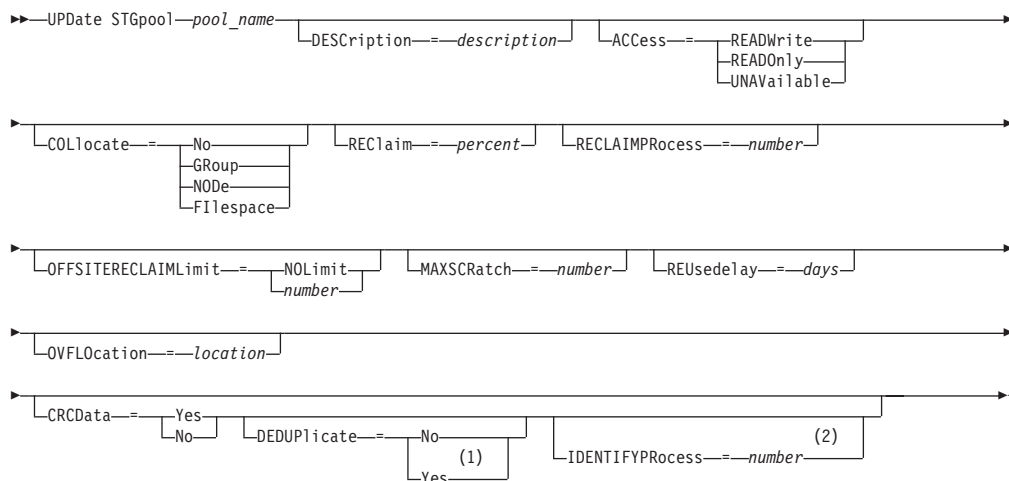 UPDate STGpool pool_name
DESCription = description
ACCess = READWrite
READOnly
UNAVailable
COLlocate = No
GRoup
NODe
FIlespace
REClaim = percent
RECLAIMPRocess = number
OFFSITERECLAIMLimit = NOLimit
number
MAXSCRatch = number
REUsedelay = days
OVFLOcation = location
CRCData = Yes
No
DEDUPlicate = No
(1)
Yes
(2)
IDENTIFYPRocess = number